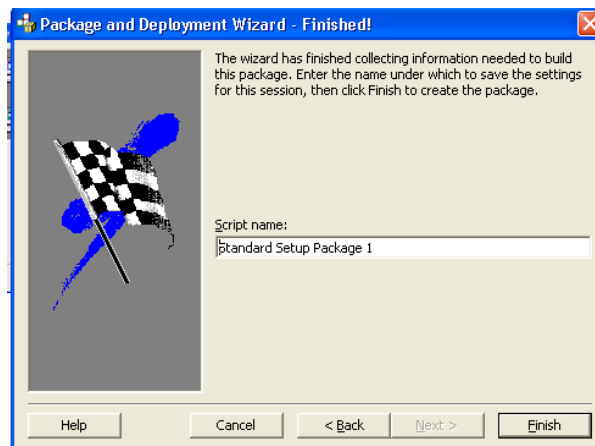 Package and Deployment Wizard - Finished!
The wizard has finished collecting information needed to build
this package. Enter the name under which to save the settings
for this session, then click Finish to create the package.
Script name:
Standard Setup Package 1
Help
Cancel
< Back
Next >
Finish